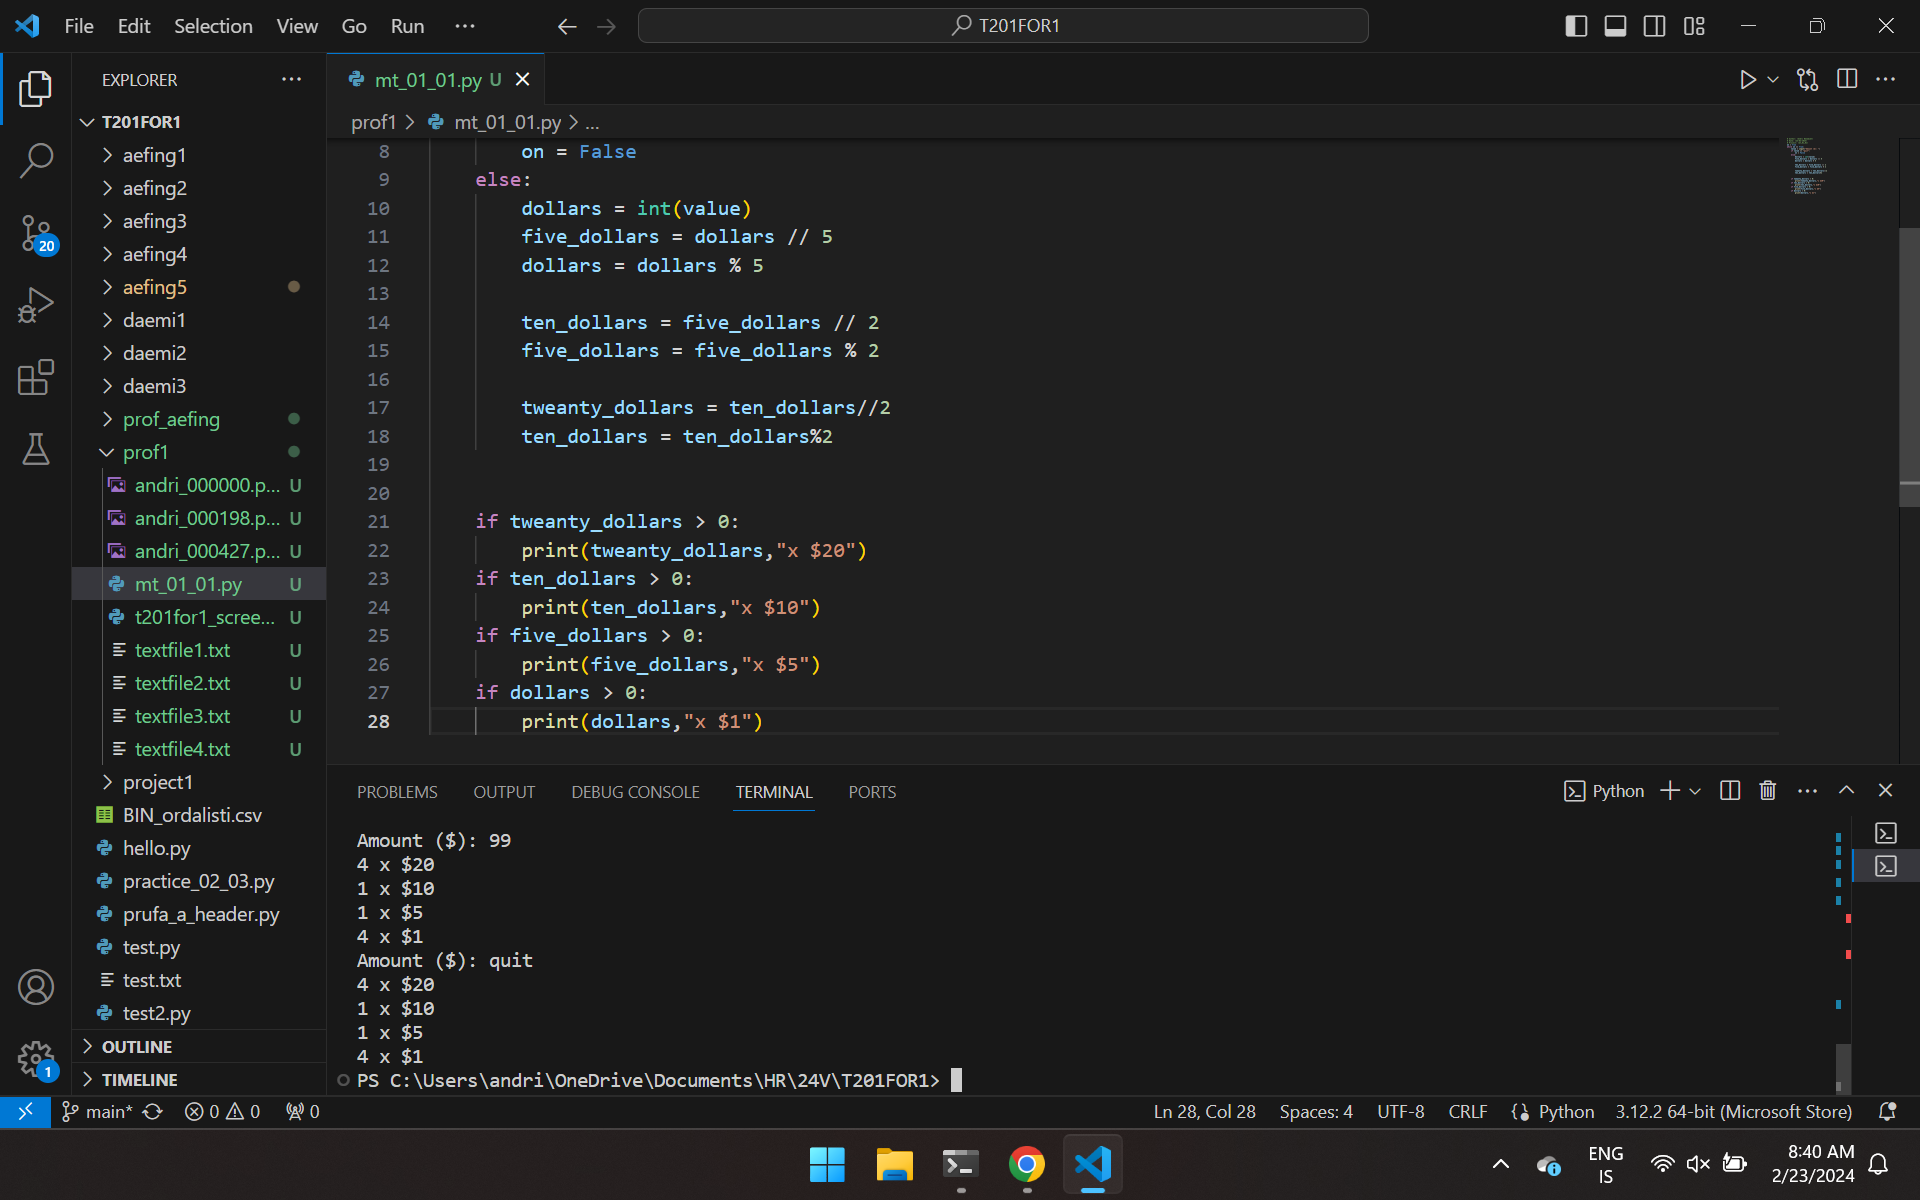 File Edit Selection View Go Run ... T201FOR1
EXPLORER ...
T201FOR1
aefing1
aefing2
aefing3
aefing4
aefing5
daemi1
daemi2
daemi3
prof_aefing
prof1
andri_000000.p... U
andri_000198.p... U
andri_000427.p... U
mt_01_01.py U
t201for1_scree... U
textfile1.txt U
textfile2.txt U
textfile3.txt U
textfile4.txt U
project1
BIN_ordalisti.csv
hello.py
practice_02_03.py
prufa_a_header.py
test.py
test.txt
test2.py
OUTLINE
TIMELINE
20
1
mt_01_01.py U
prof1 > mt_01_01.py > ...
8 on = False
9 else:
10 dollars = int(value)
11 five_dollars = dollars // 5
12 dollars = dollars % 5
13
14 ten_dollars = five_dollars // 2
15 five_dollars = five_dollars % 2
16
17 tweanty_dollars = ten_dollars//2
18 ten_dollars = ten_dollars%2
19
20
21 if tweanty_dollars > 0:
22 print(tweanty_dollars,"x $20")
23 if ten_dollars > 0:
24 print(ten_dollars,"x $10")
25 if five_dollars > 0:
26 print(five_dollars,"x $5")
27 if dollars > 0:
28 print(dollars,"x $1")
PROBLEMS OUTPUT DEBUG CONSOLE TERMINAL PORTS Python
Amount ($): 99
4 x $20
1 x $10
1 x $5
4 x $1
Amount ($): quit
4 x $20
1 x $10
1 x $5
4 x $1
PS C:\Users\andri\OneDrive\Documents\HR\24V\T201FOR1>
main* 0 0 0 Ln 28, Col 28 Spaces: 4 UTF-8 CRLF Python 3.12.2 64-bit (Microsoft Store)
ENG 8:40 AM
IS 2/23/2024